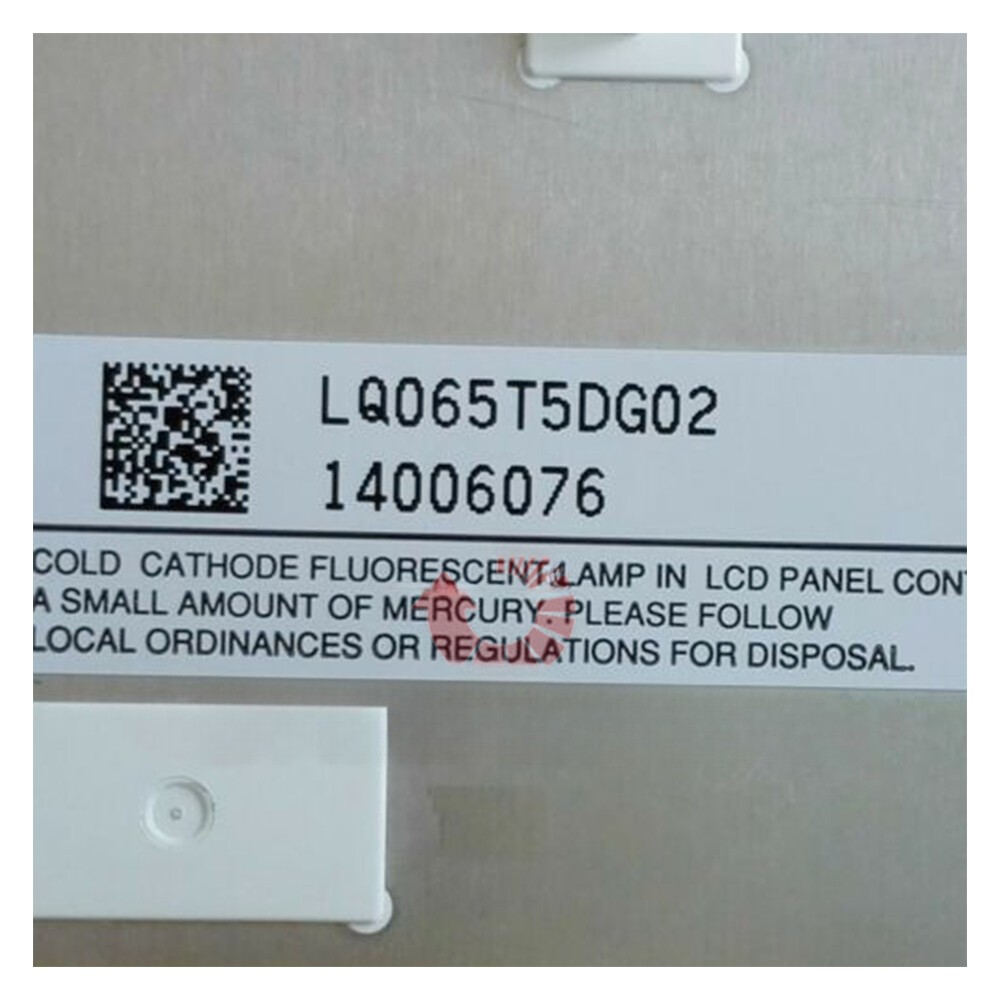 LQ065T5DG02
14006076
COLD CATHODE FLUORESCENT LAMP IN LCD PANEL CON
A SMALL AMOUNT OF MERCURY. PLEASE FOLLOW
LOCAL ORDINANCES OR REGULATIONS FOR DISPOSAL.